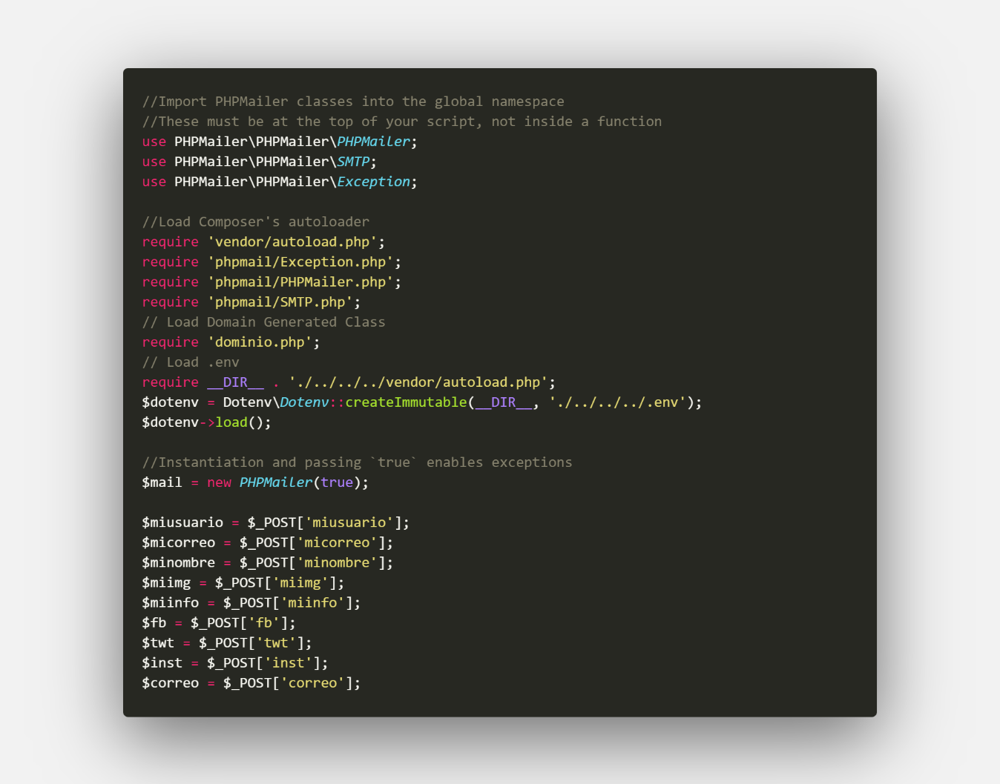 //Import PHPMailer classes into the global namespace
//These must be at the top of your script, not inside a function
use PHPMailer\PHPMailer\PHPMailer;
use PHPMailer\PHPMailer\SMTP;
use PHPMailer\PHPMailer\Exception;

//Load Composer's autoloader
require 'vendor/autoload.php';
require 'phpmail/Exception.php';
require 'phpmail/PHPMailer.php';
require 'phpmail/SMTP.php';
// Load Domain Generated Class
require 'dominio.php';
// Load .env
require __DIR__ . './../../../vendor/autoload.php';
$dotenv = Dotenv\Dotenv::createImmutable(__DIR__, './../../../.env');
$dotenv->load();

//Instantiation and passing `true` enables exceptions
$mail = new PHPMailer(true);

$miusuario = $_POST['miusuario'];
$micorreo = $_POST['micorreo'];
$minombre = $_POST['minombre'];
$miimg = $_POST['miimg'];
$miinfo = $_POST['miinfo'];
$fb = $_POST['fb'];
$twt = $_POST['twt'];
$inst = $_POST['inst'];
$correo = $_POST['correo'];